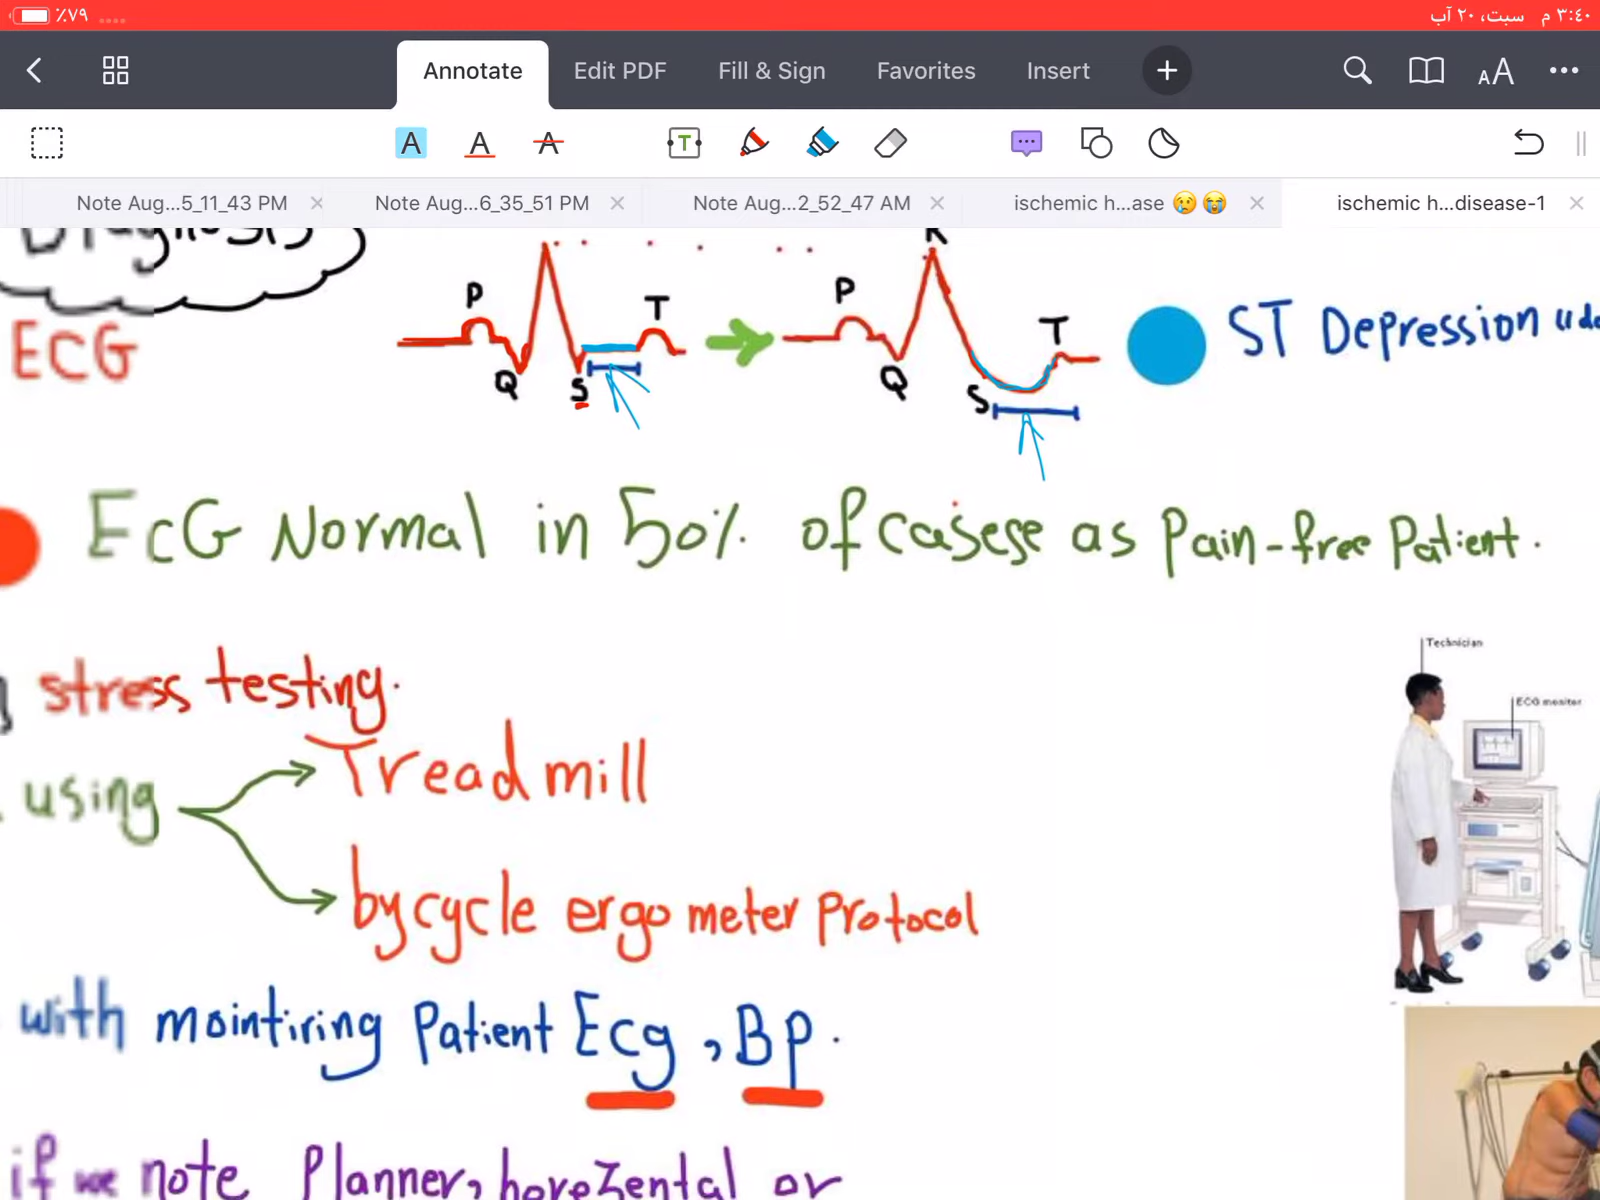 ٪٧٩
٣:٤٠ م سبت، ٢٠ آب
Annotate Edit PDF Fill & Sign Favorites Insert
Note Aug...5_11_43 PM Note Aug...6_35_51 PM Note Aug...2_52_47 AM ischemic h...ase 😢😭 ischemic h...disease-1
Diagnosis
ECG
P T Q S
R P T Q S
ST Depression
EcG Normal in 50% of casese as Pain-free Patient.
stress testing.
using
Treadmill
bycycle ergo meter Protocol
with mointiring Patient Ecg, Bp.
if we note Planner, horezental or
Technician
ECG monitor